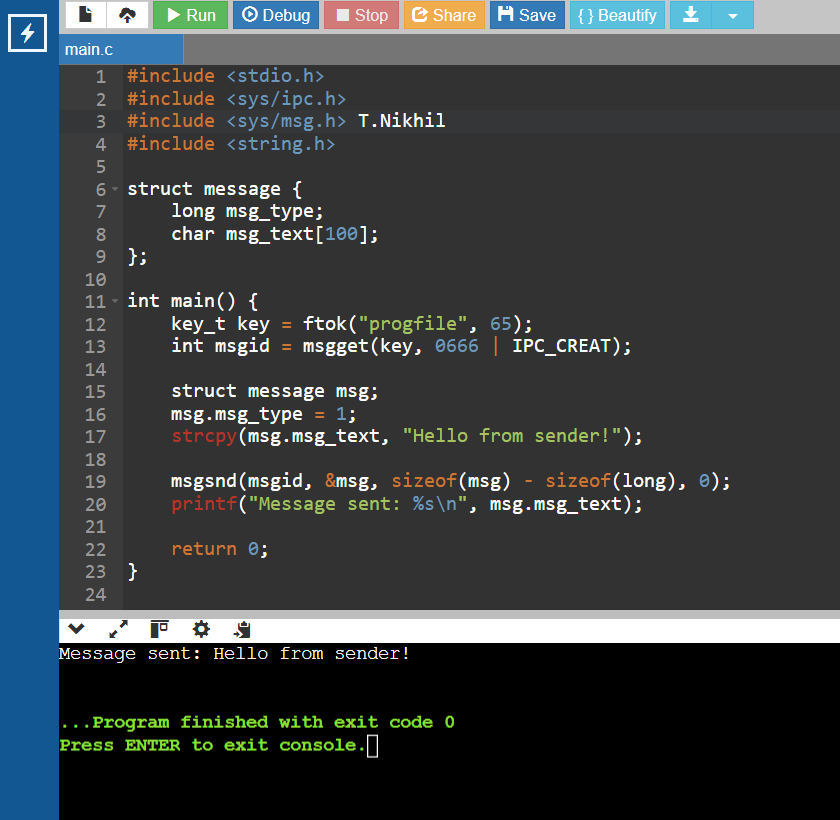 Run Debug Stop Share Save { } Beautify
main.c
1 #include <stdio.h>
2 #include <sys/ipc.h>
3 #include <sys/msg.h> T.Nikhil
4 #include <string.h>
5
6 struct message {
7     long msg_type;
8     char msg_text[100];
9 };
10
11 int main() {
12     key_t key = ftok("progfile", 65);
13     int msgid = msgget(key, 0666 | IPC_CREAT);
14
15     struct message msg;
16     msg.msg_type = 1;
17     strcpy(msg.msg_text, "Hello from sender!");
18
19     msgsnd(msgid, &msg, sizeof(msg) - sizeof(long), 0);
20     printf("Message sent: %s\n", msg.msg_text);
21
22     return 0;
23 }
24
Message sent: Hello from sender!
...Program finished with exit code 0
Press ENTER to exit console.